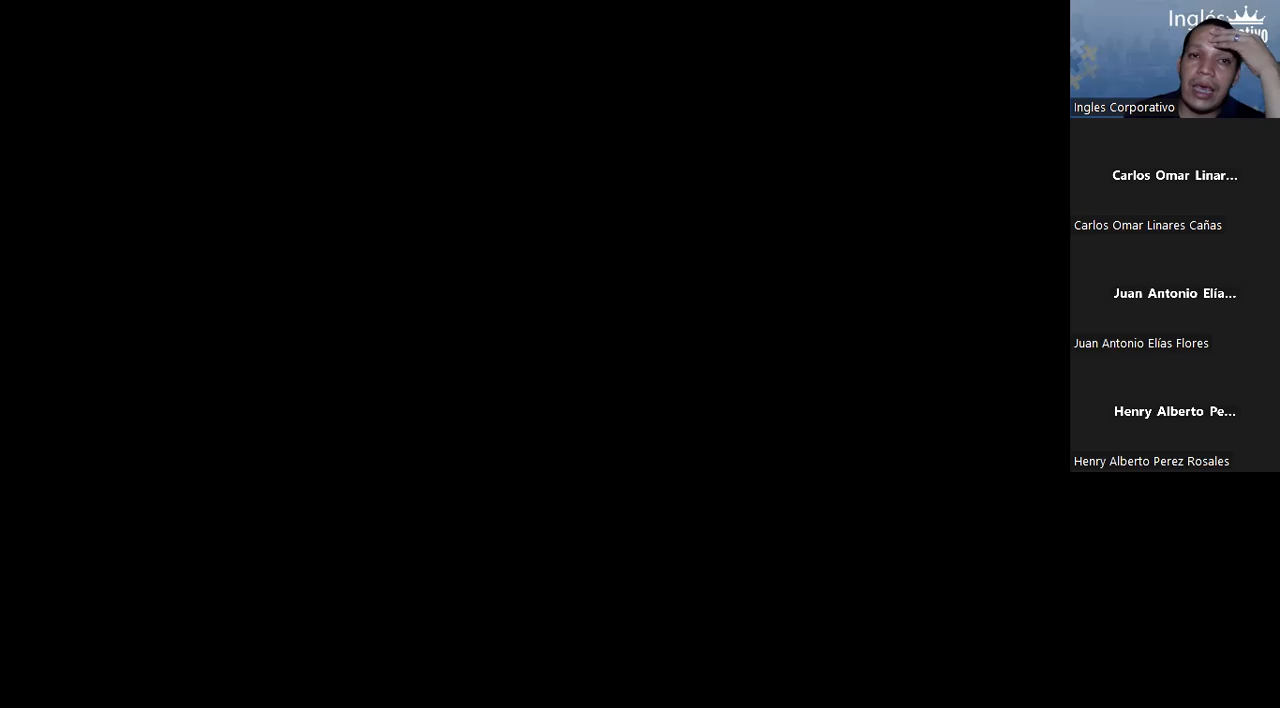 Inglés
Ingles Corporativo
Carlos Omar Linar...
Carlos Omar Linares Cañas
Juan Antonio Elía...
Juan Antonio Elías Flores
Henry Alberto Pe...
Henry Alberto Perez Rosales